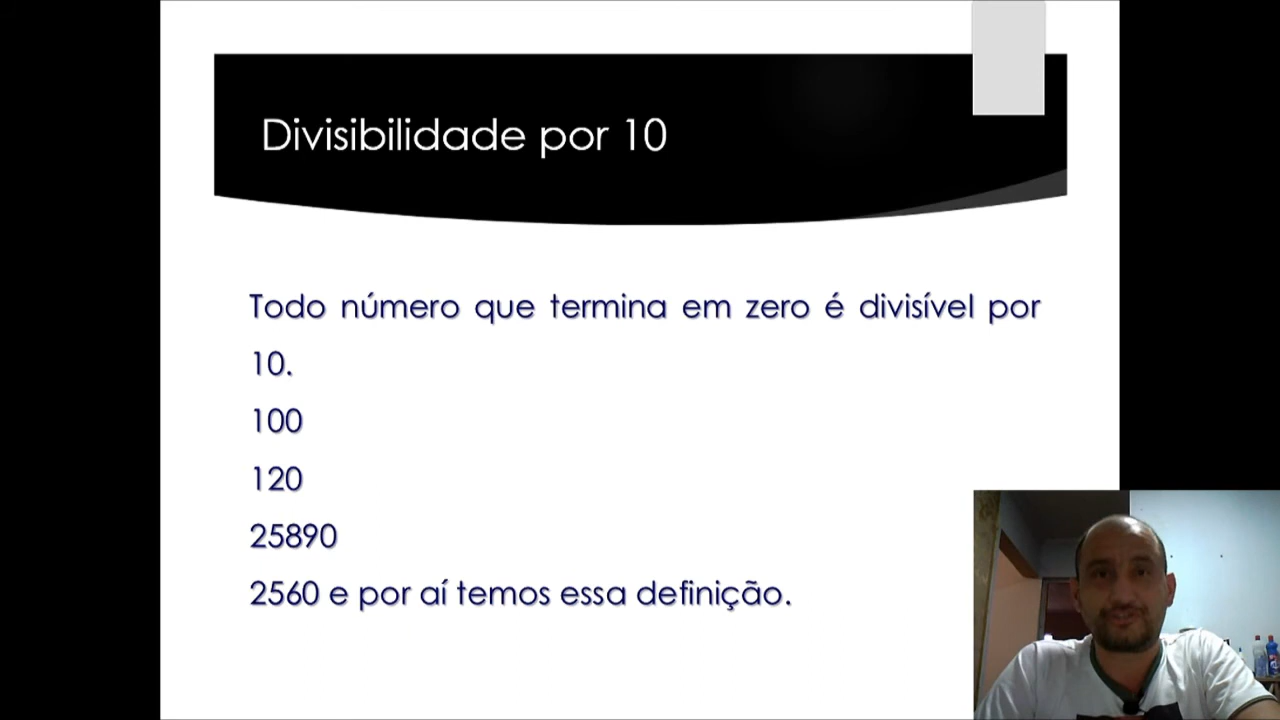 Divisibilidade por 10
Todo número que termina em zero é divisível por
10.
100
120
25890
2560 e por aí temos essa definição.